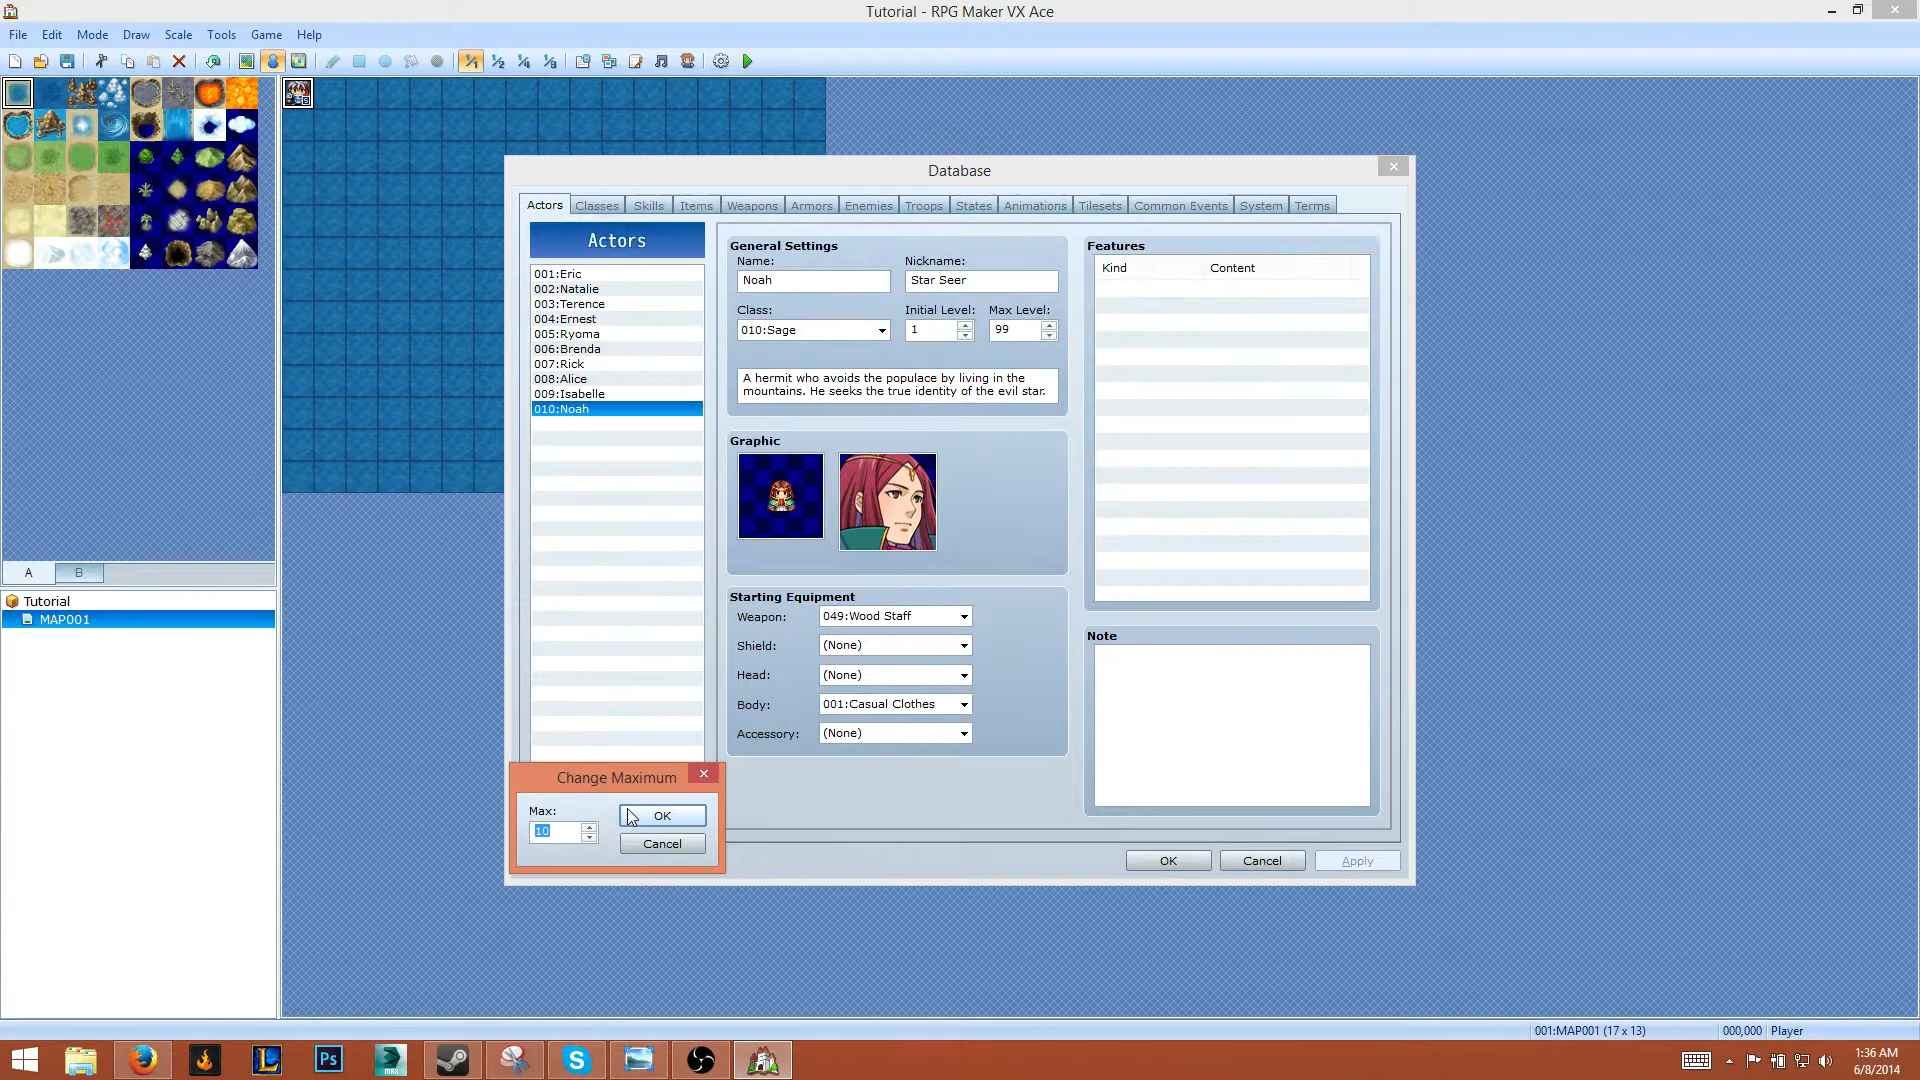 Tutorial - RPG Maker VX Ace
File Edit Mode Draw Scale Tools Game Help
Database
Actors Classes Skills Items Weapons Armors Enemies Troops States Animations Tilesets Common Events System Terms
Actors
001:Eric
002:Natalie
003:Terence
004:Ernest
005:Ryoma
006:Brenda
007:Rick
008:Alice
009:Isabelle
010:Noah
General Settings
Name: Nickname:
Noah Star Seer
Class: Initial Level: Max Level:
010:Sage 1 99
A hermit who avoids the populace by living in the
mountains. He seeks the true identity of the evil star.
Graphic
Starting Equipment
Weapon: 049:Wood Staff
Shield: (None)
Head: (None)
Body: 001:Casual Clothes
Accessory: (None)
Features
Kind Content
Note
Change Maximum
Max:
10
OK
Cancel
OK Cancel Apply
A B
Tutorial
MAP001
001:MAP001 (17 x 13) 000,000 Player
Ps
MAX
1:36 AM
6/8/2014